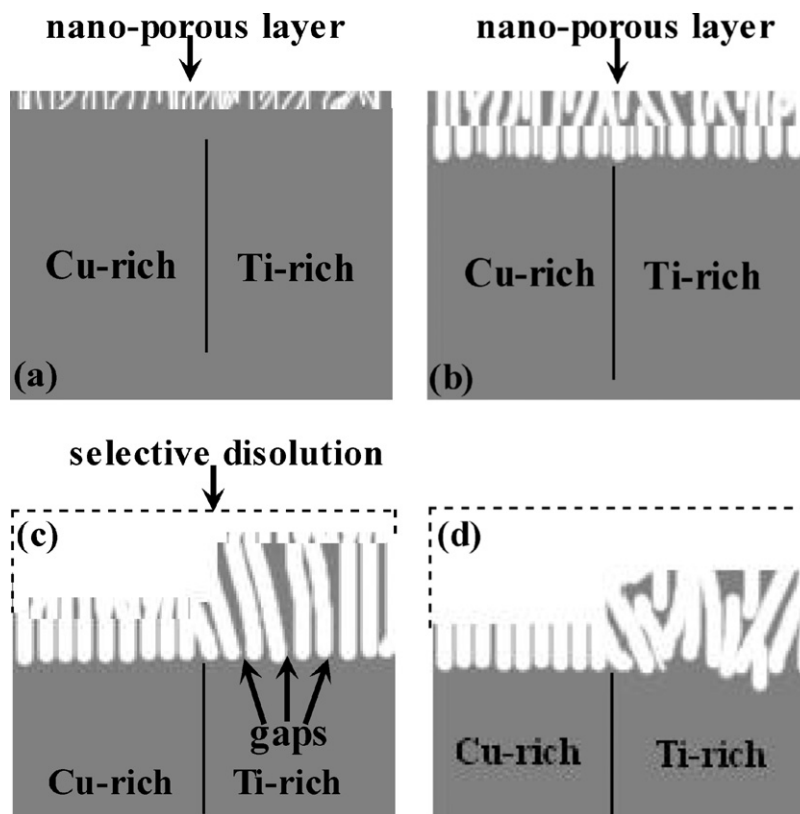 nano-porous layer
nano-porous layer
Cu-rich
Ti-rich
(a)
Cu-rich
Ti-rich
(b)
selective disolution
(c)
gaps
Cu-rich
Ti-rich
(d)
Cu-rich
Ti-rich